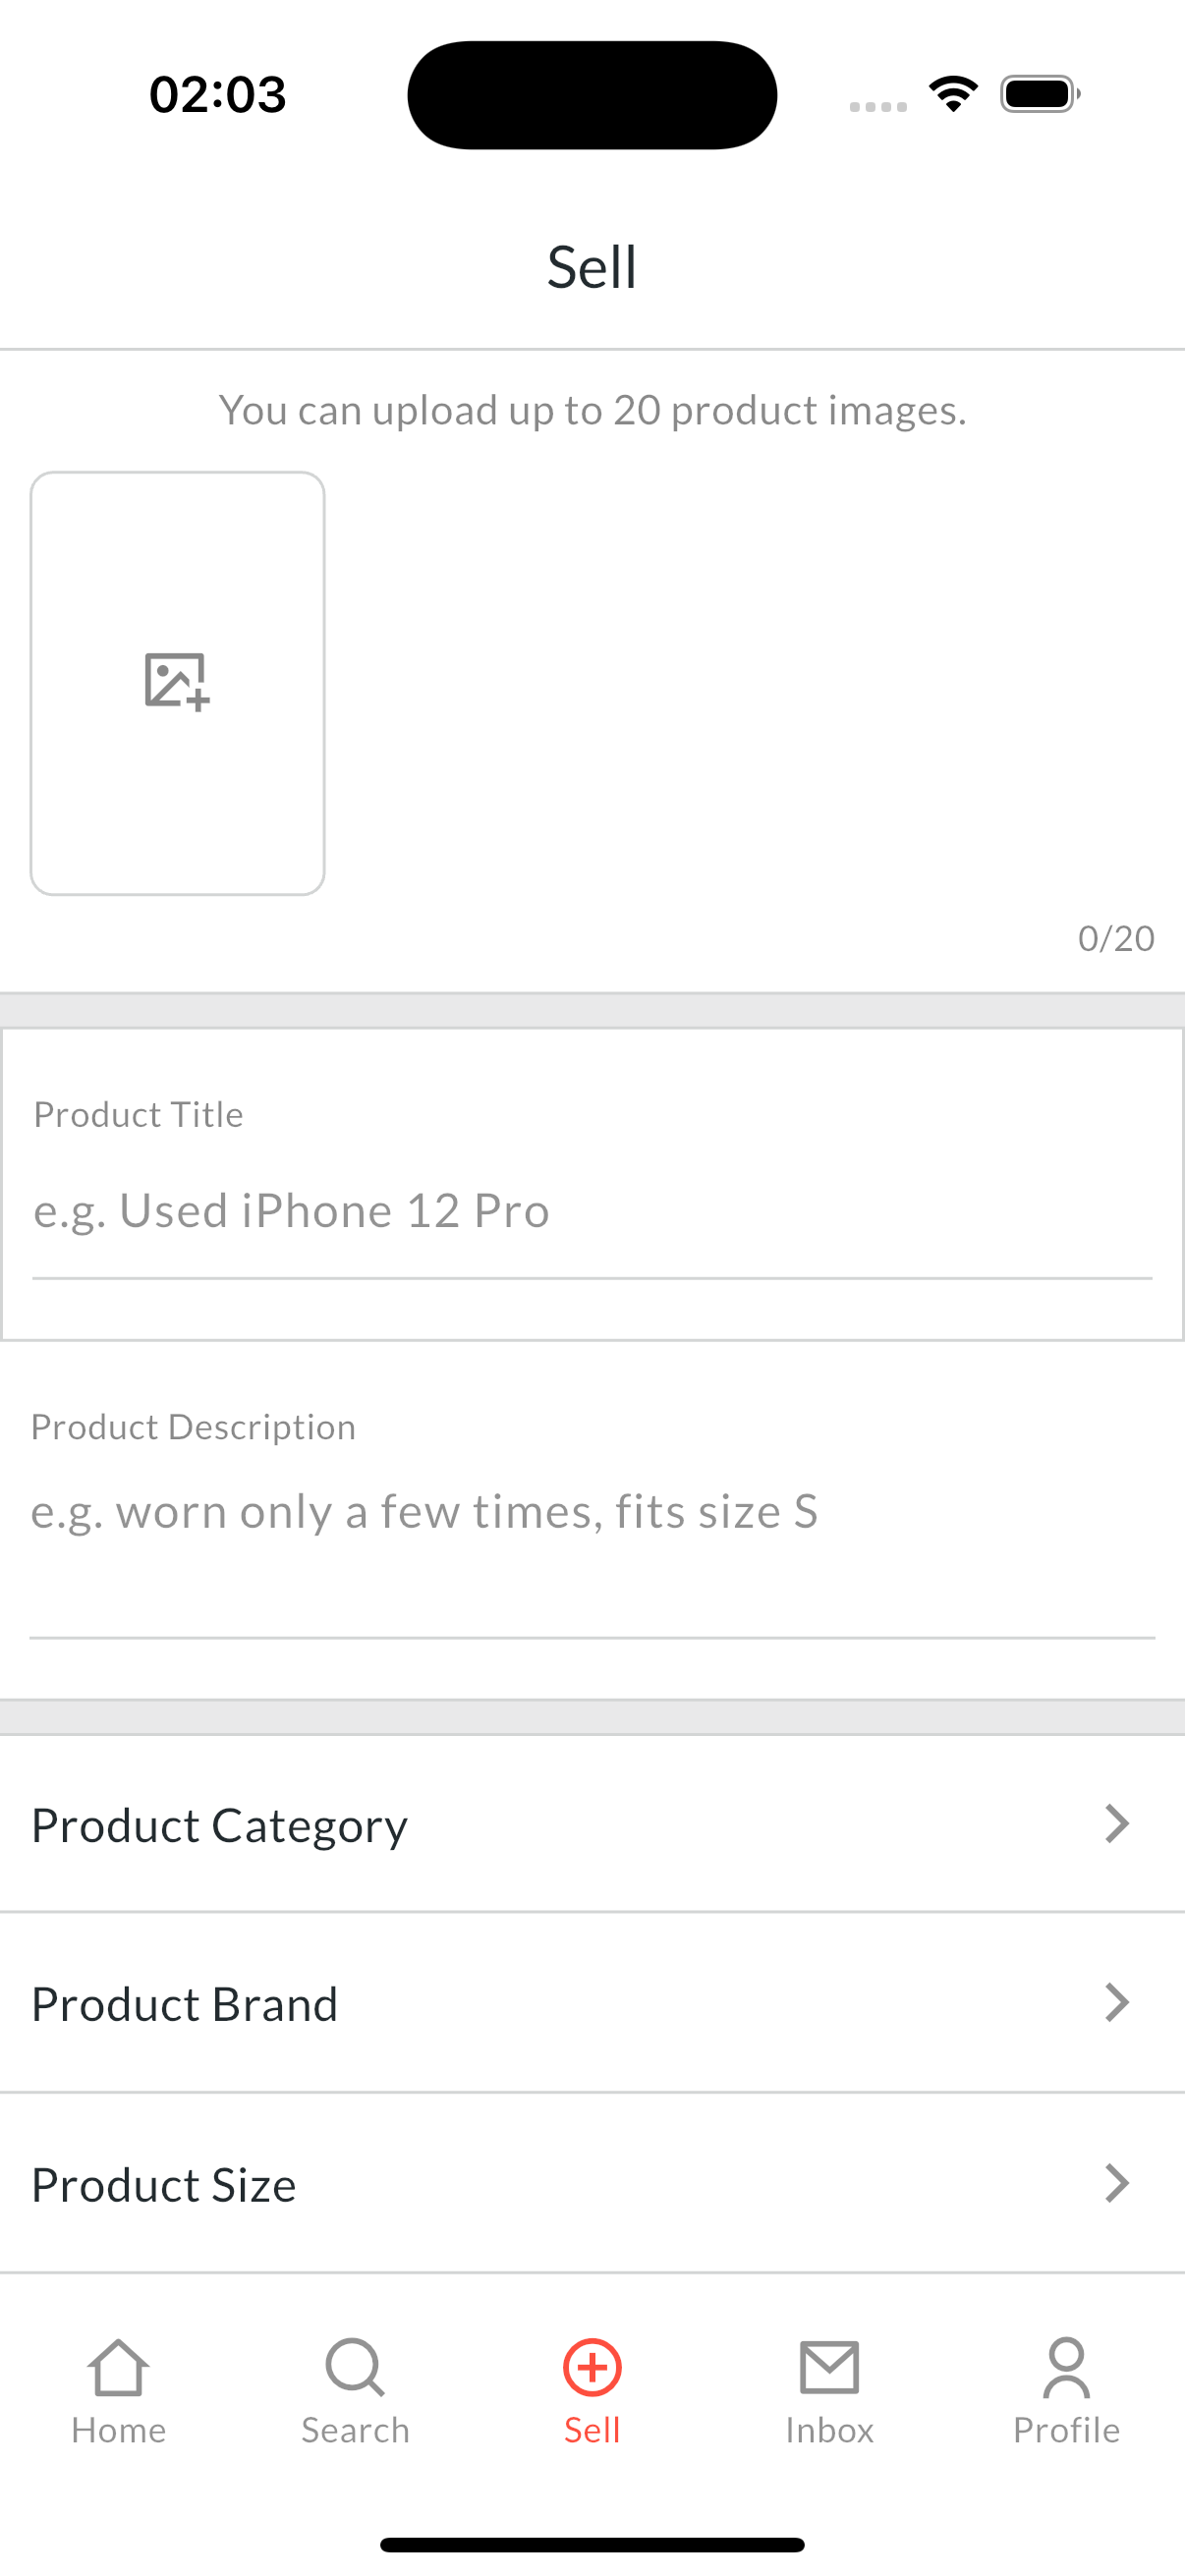 02:03
Sell
You can upload up to 20 product images.
0/20
Product Title
e.g. Used iPhone 12 Pro
Product Description
e.g. worn only a few times, fits size S
Product Category
Product Brand
Product Size
Home
Search
Sell
Inbox
Profile